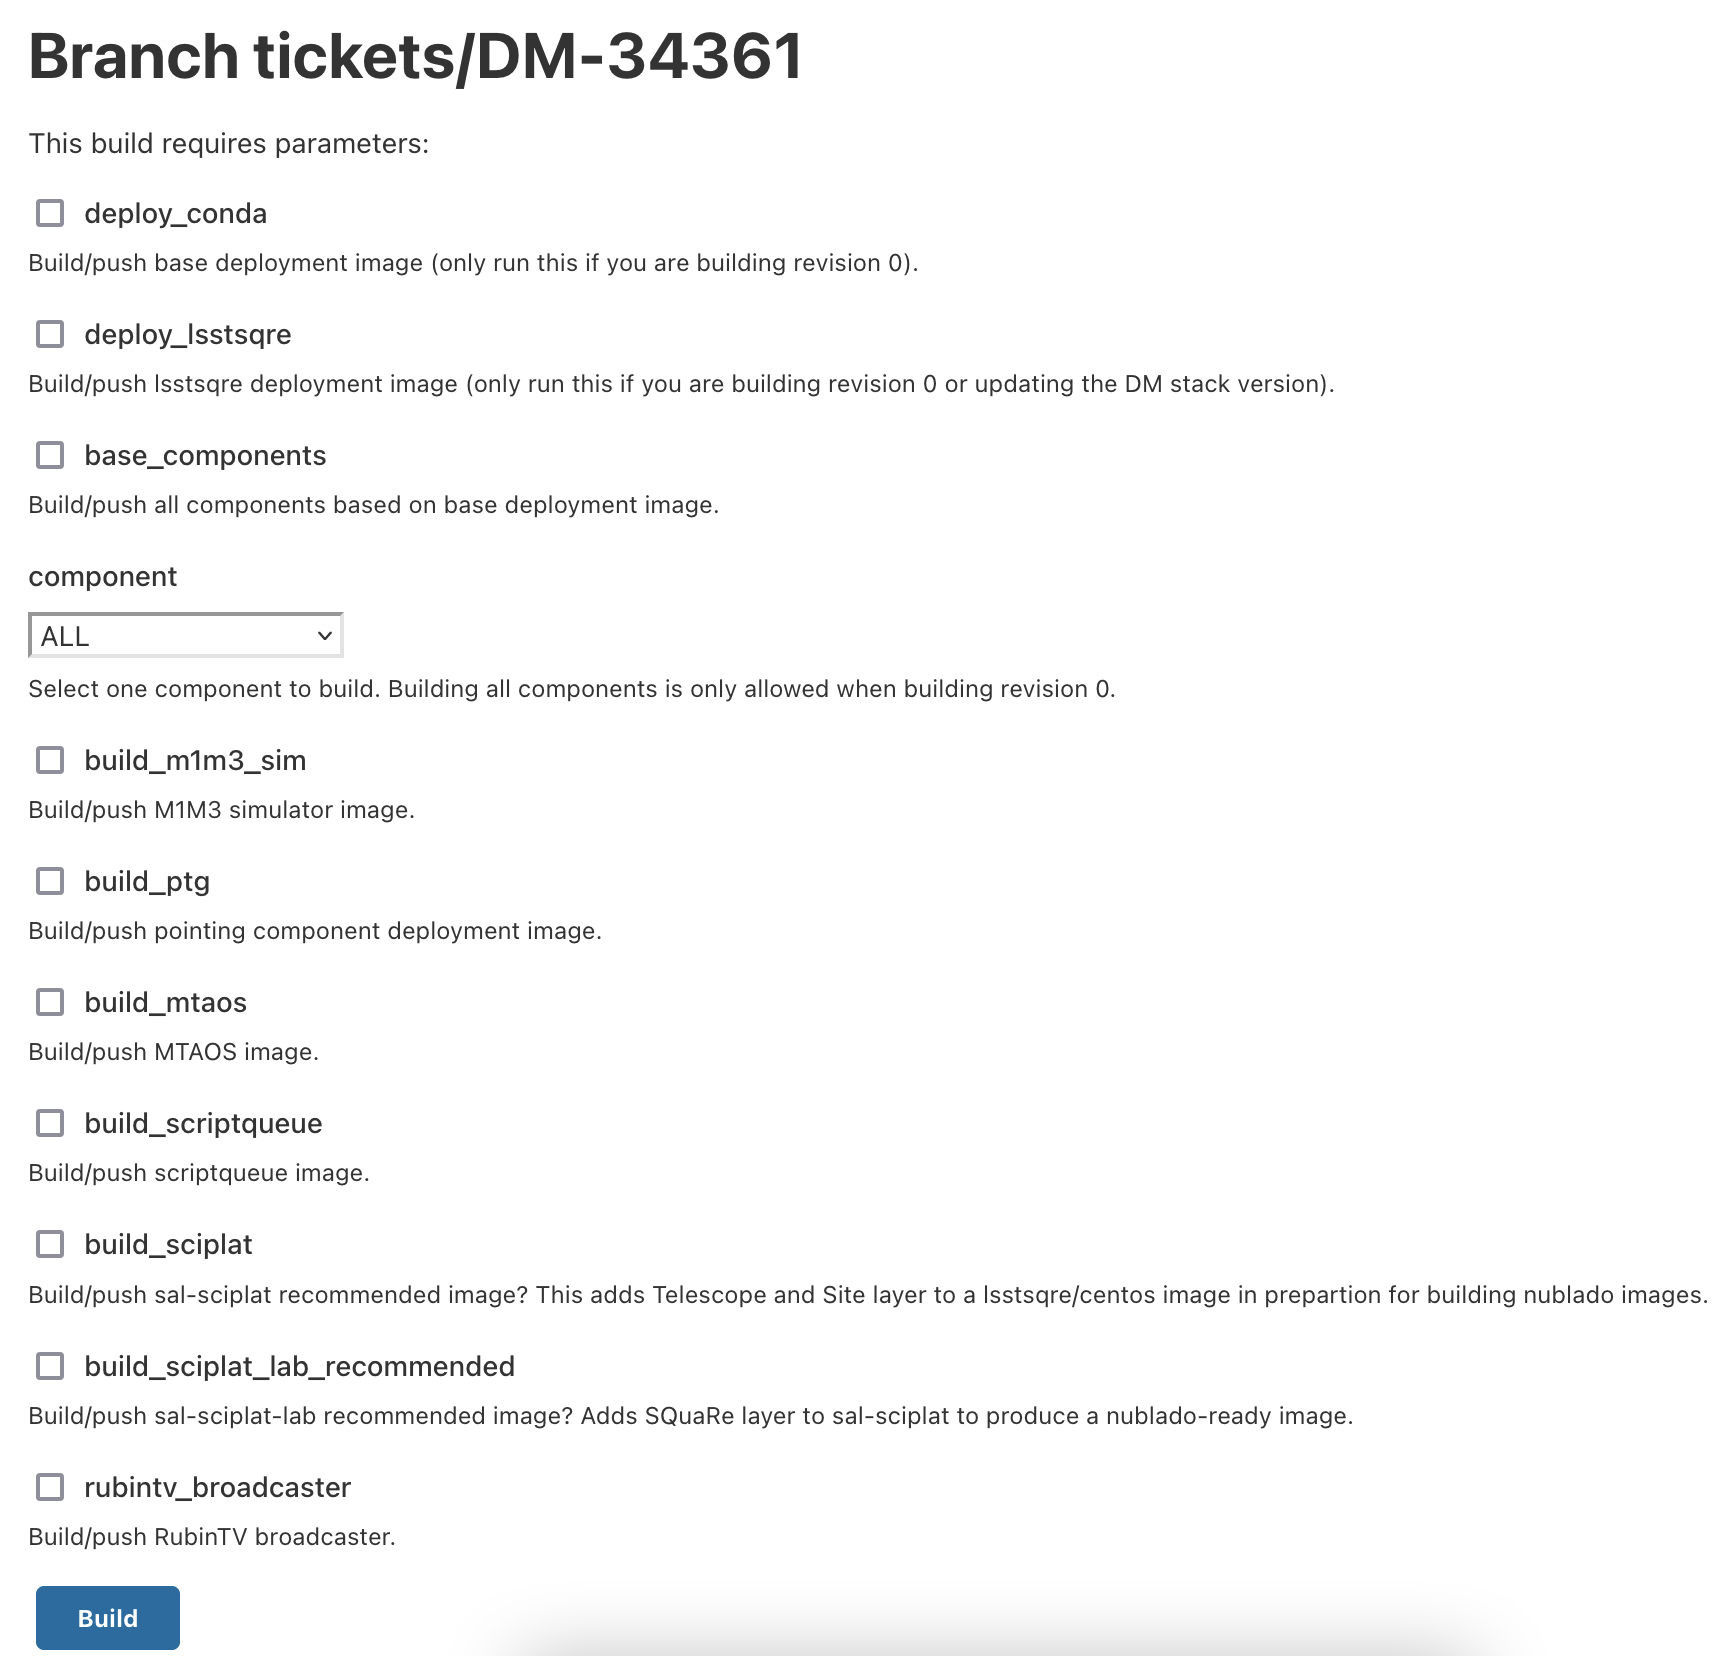 Branch tickets/DM-34361
This build requires parameters:
deploy_conda
Build/push base deployment image (only run this if you are building revision 0).
deploy_lsstsqre
Build/push lsstsqre deployment image (only run this if you are building revision 0 or updating the DM stack version).
base_components
Build/push all components based on base deployment image.
component
ALL
Select one component to build. Building all components is only allowed when building revision 0.
build_m1m3_sim
Build/push M1M3 simulator image.
build_ptg
Build/push pointing component deployment image.
build_mtaos
Build/push MTAOS image.
build_scriptqueue
Build/push scriptqueue image.
build_sciplat
Build/push sal-sciplat recommended image? This adds Telescope and Site layer to a lsstsqre/centos image in prepartion for building nublado images.
build_sciplat_lab_recommended
Build/push sal-sciplat-lab recommended image? Adds SQuaRe layer to sal-sciplat to produce a nublado-ready image.
rubintv_broadcaster
Build/push RubinTV broadcaster.
Build